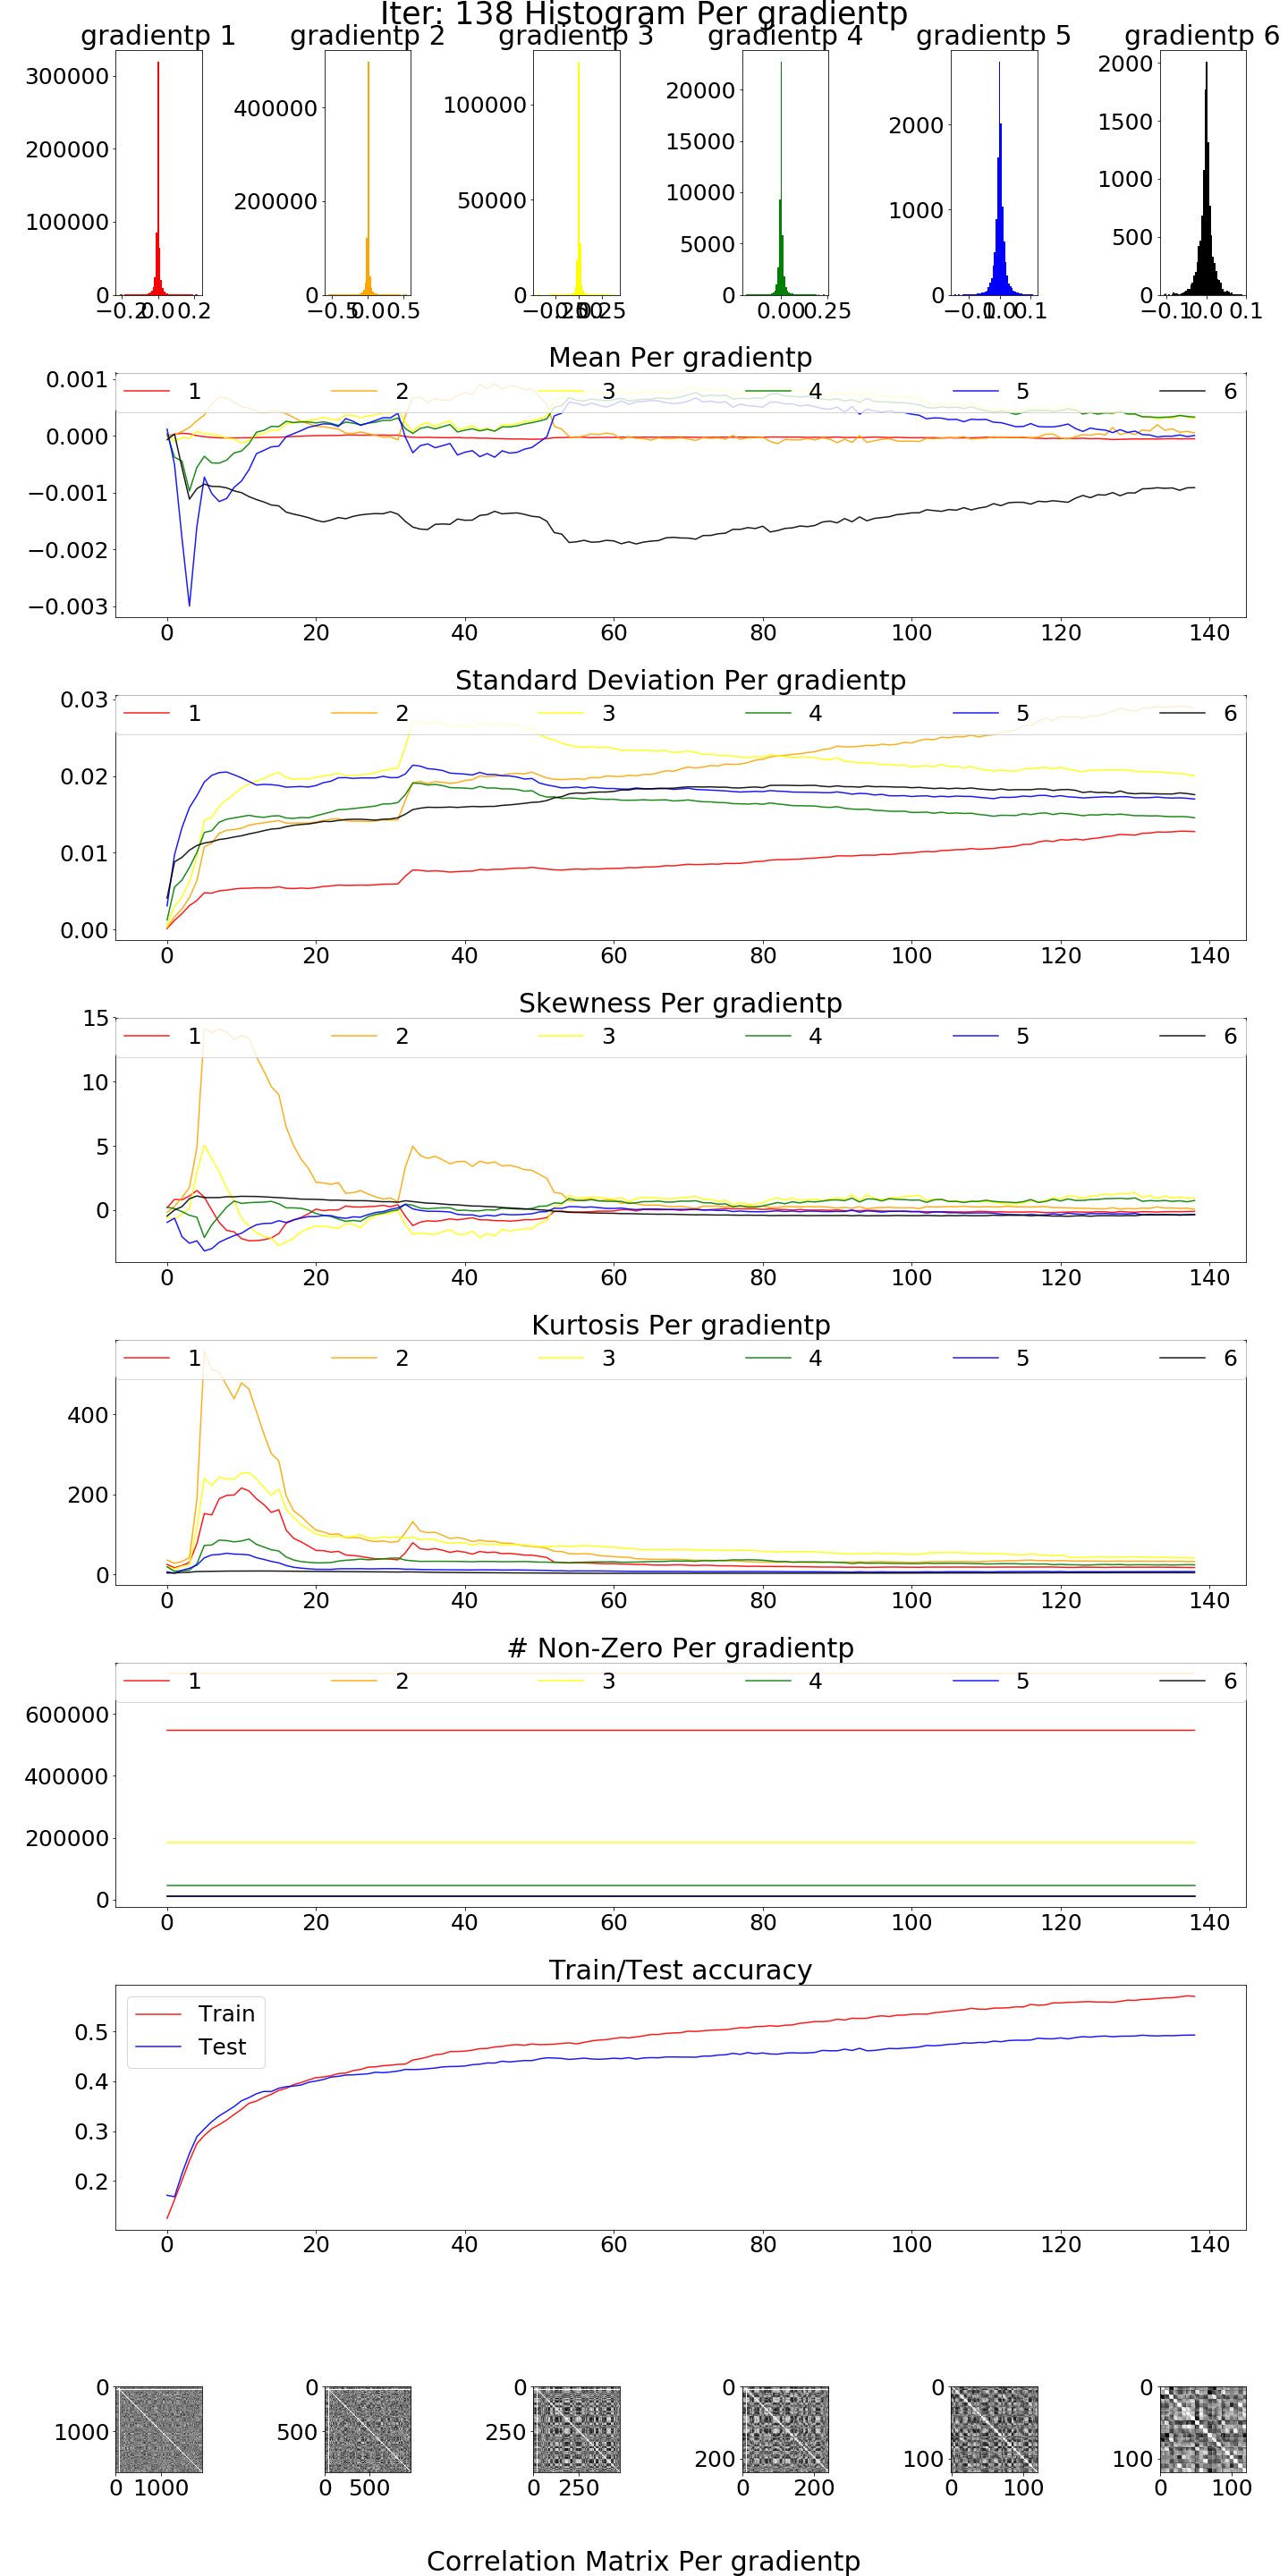 Iter: 138 Histogram Per gradientp
gradientp 1 gradientp 2 gradientp 3 gradientp 4 gradientp 5 gradientp 6
300000
200000
100000
0
−0.2 0.0 0.2
400000
200000
0
−0.5 0.0 0.5
100000
50000
0
−0.25 0.00 0.25
20000
15000
10000
5000
0
0.00 0.25
2000
1000
0
−0.1 0.0 0.1
2000
1500
1000
500
0
−0.1 0.0 0.1
Mean Per gradientp
1 2 3 4 5 6
0.001
0.000
−0.001
−0.002
−0.003
0 20 40 60 80 100 120 140
Standard Deviation Per gradientp
1 2 3 4 5 6
0.03
0.02
0.01
0.00
0 20 40 60 80 100 120 140
Skewness Per gradientp
1 2 3 4 5 6
15
10
5
0
0 20 40 60 80 100 120 140
Kurtosis Per gradientp
1 2 3 4 5 6
400
200
0
0 20 40 60 80 100 120 140
# Non-Zero Per gradientp
1 2 3 4 5 6
600000
400000
200000
0
0 20 40 60 80 100 120 140
Train/Test accuracy
Train
Test
0.5
0.4
0.3
0.2
0 20 40 60 80 100 120 140
0
1000
0 1000
0
500
0 500
0
250
0 250
0
200
0 200
0
100
0 100
0
100
0 100
Correlation Matrix Per gradientp